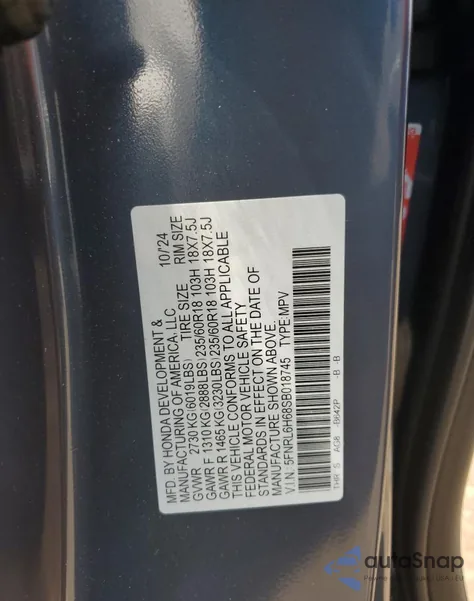 MFD. BY HONDA DEVELOPMENT &
MANUFACTURING OF AMERICA, LLC 10/'24
GVWR 2730 KG (6019LBS) TIRE SIZE RIM SIZE
GAWR F 1310 KG (2888LBS) 235/60R18 103H 18X7.5J
GAWR R 1465 KG (3230LBS) 235/60R18 103H 18X7.5J
THIS VEHICLE CONFORMS TO ALL APPLICABLE
FEDERAL MOTOR VEHICLE SAFETY
STANDARDS IN EFFECT ON THE DATE OF
MANUFACTURE SHOWN ABOVE.
V.I.N: 5FNRL6H68SB018745 TYPE:MPV
THR S AO8 -B642P -B -B
autoSnap